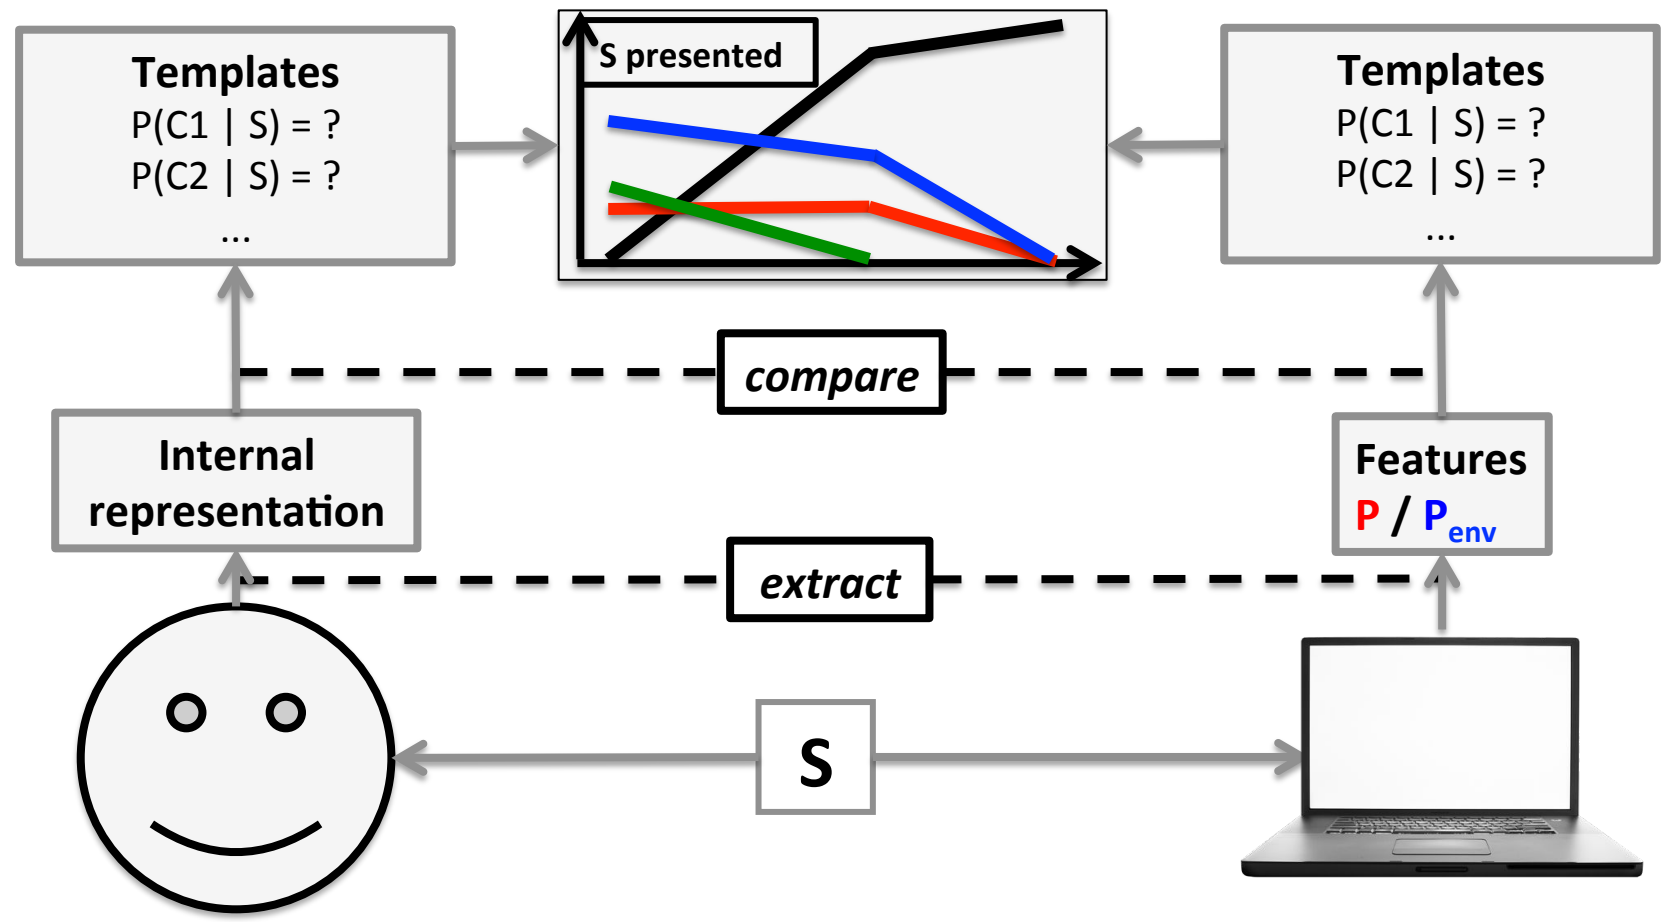 Templates
P(C1 | S) = ?
P(C2 | S) = ?
...
S presented
Templates
P(C1 | S) = ?
P(C2 | S) = ?
...
compare
Internal
representation
Features
P / Penv
extract
S